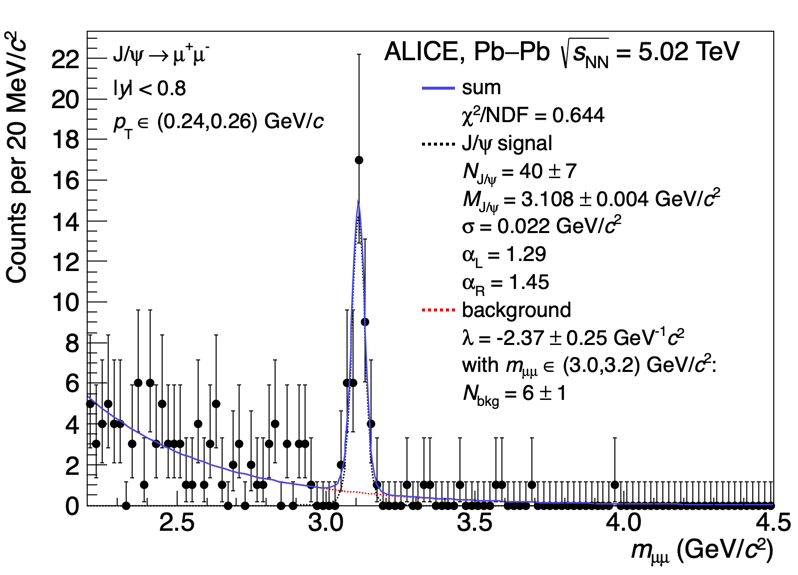 J/ψ → μ⁺μ⁻
|y| < 0.8
p_T ∈ (0.24,0.26) GeV/c
ALICE, Pb–Pb √s_NN = 5.02 TeV
sum
χ²/NDF = 0.644
J/ψ signal
N_J/ψ = 40 ± 7
M_J/ψ = 3.108 ± 0.004 GeV/c²
σ = 0.022 GeV/c²
α_L = 1.29
α_R = 1.45
background
λ = -2.37 ± 0.25 GeV⁻¹c²
with m_μμ ∈ (3.0,3.2) GeV/c²:
N_bkg = 6 ± 1
Counts per 20 MeV/c²
22
20
18
16
14
12
10
8
6
4
2
0
2.5 3.0 3.5 4.0 4.5
m_μμ (GeV/c²)